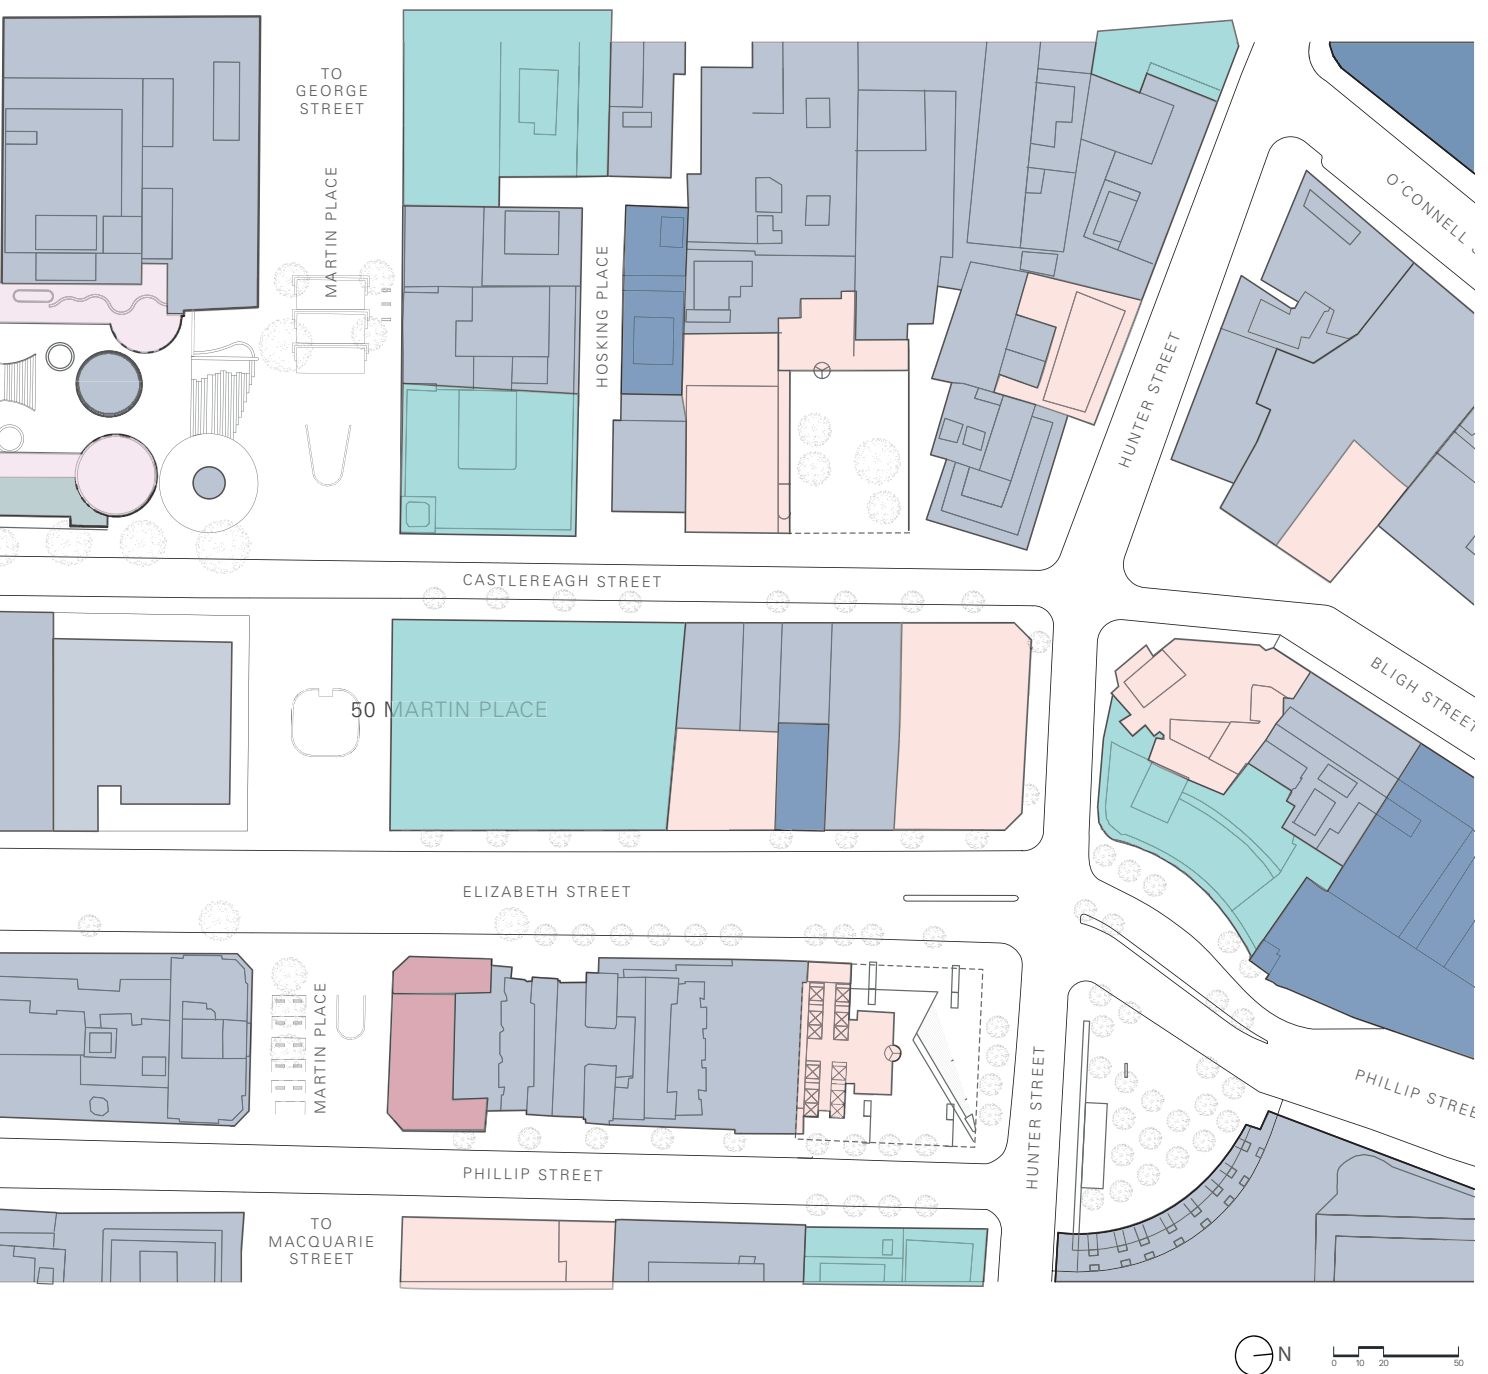 TO
GEORGE
STREET
MARTIN PLACE
HOSKING PLACE
HUNTER STREET
O'CONNELL S
CASTLEREAGH STREET
50 MARTIN PLACE
BLIGH STREET
ELIZABETH STREET
MARTIN PLACE
HUNTER STREET
PHILLIP STREE
PHILLIP STREET
TO
MACQUARIE
STREET
N
0 10 20 50